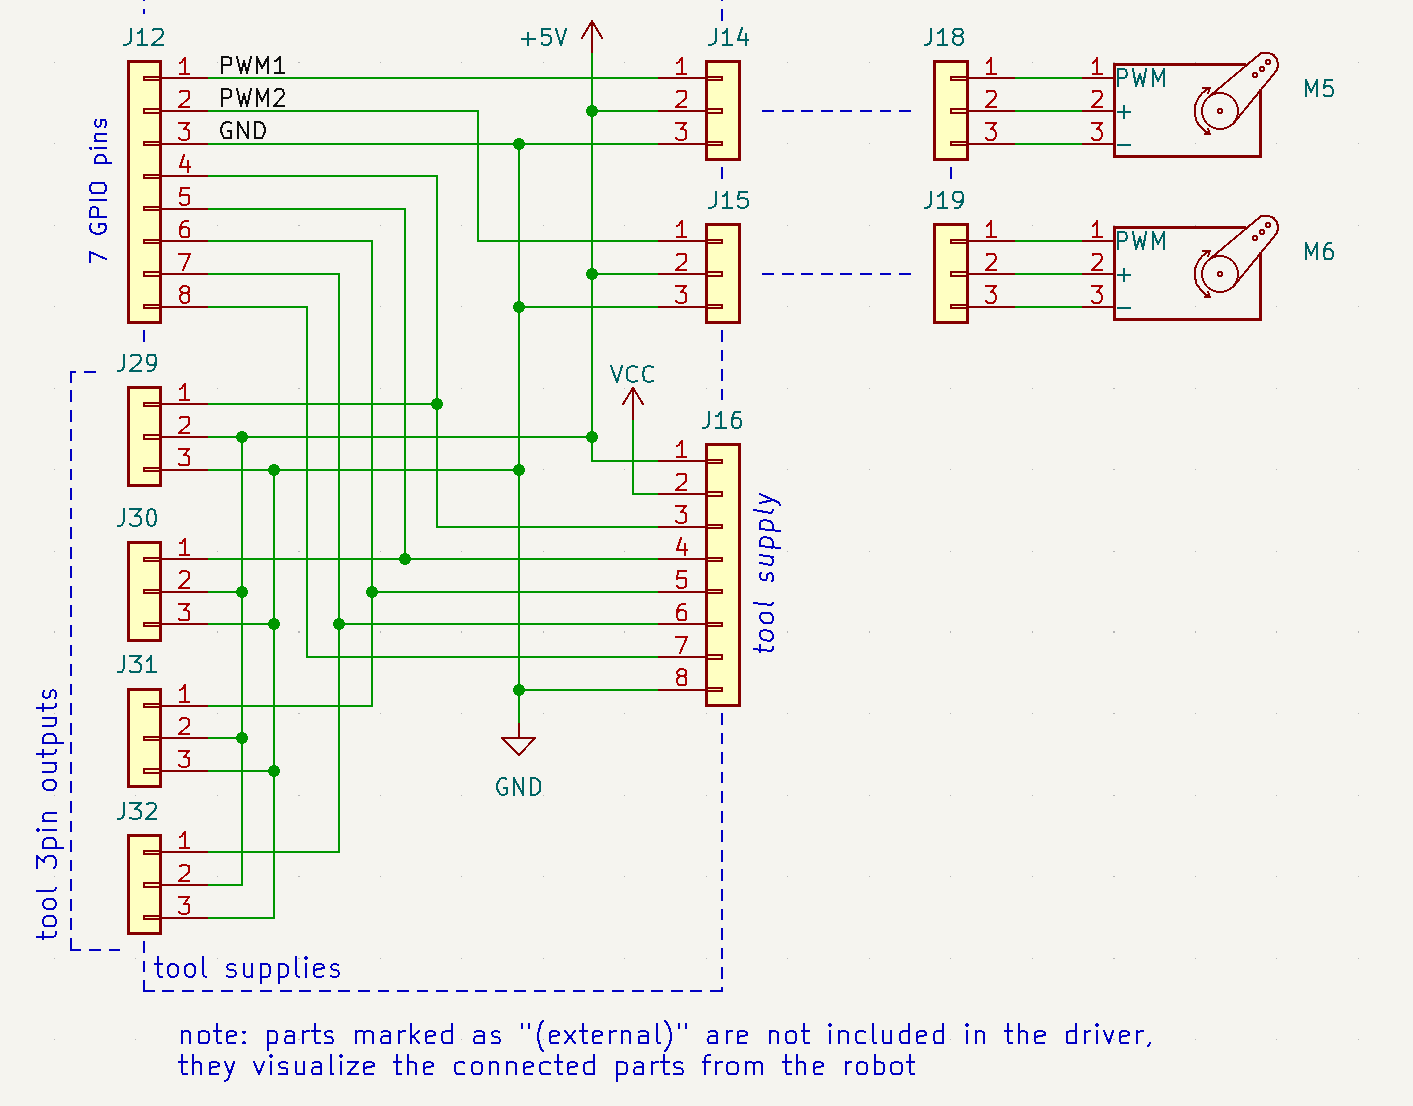 J12
1 PWM1
2 PWM2
3 GND
4
5
6
7
8
7 GPIO pins
+5V
J14
1
2
3
J18
1 1 PWM
2 2 +
3 3 −
M5
J15
1
2
3
J19
1 1 PWM
2 2 +
3 3 −
M6
J29
1
2
3
VCC
J16
1
2
3
4
5
6
7
8
tool supply
J30
1
2
3
J31
1
2
3
J32
1
2
3
tool 3pin outputs
GND
tool supplies
note: parts marked as "(external)" are not included in the driver,
they visualize the connected parts from the robot